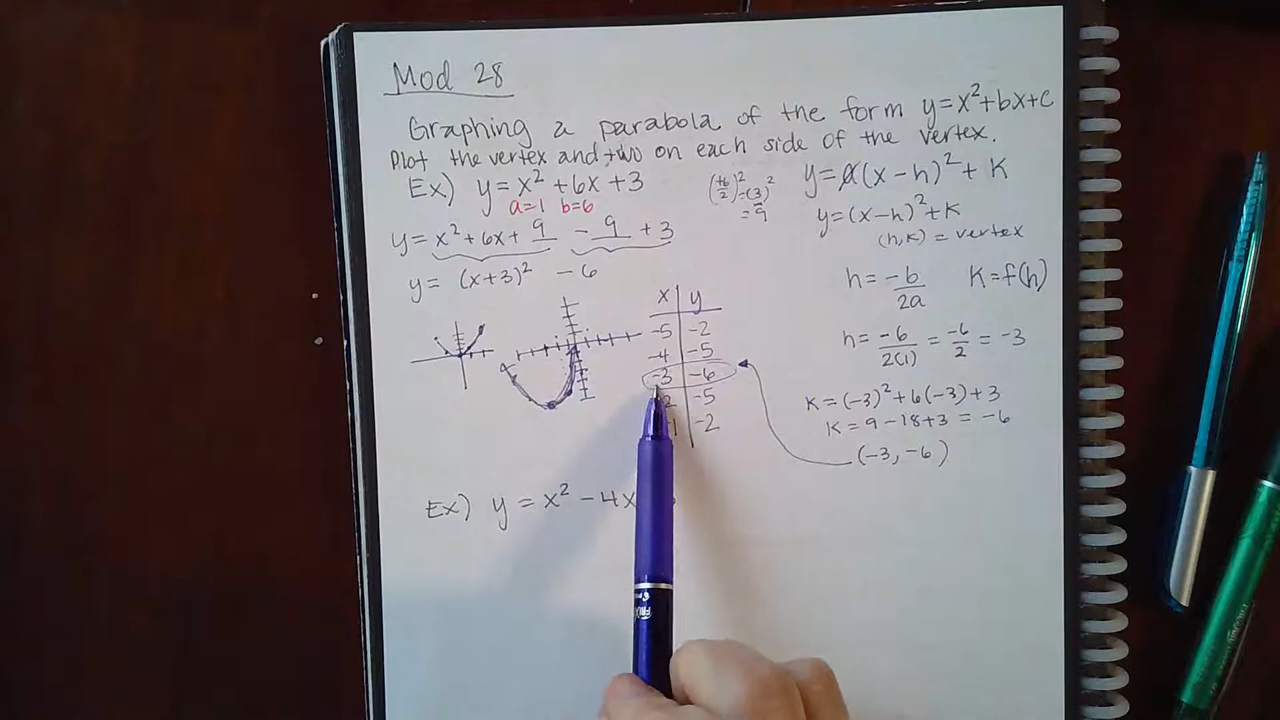 Mod 28
Graphing a parabola of the form y=x²+bx+c
Plot the vertex and two on each side of the vertex.
Ex) y=x²+6x+3
a=1 b=6
y=x²+6x+ 9 - 9 +3
y= (x+3)² -6
(+6/2)²=(3)²
=9
y=a(x-h)²+K
y=(x-h)²+K
(h,K) = vertex
h=-b/2a K=f(h)
h=-6/2(1)=-6/2=-3
K=(-3)²+6(-3)+3
K=9-18+3=-6
(-3,-6)
x y
-5 -2
-4 -5
-3 -6
2 -5
1 -2
Ex) y=x²-4x